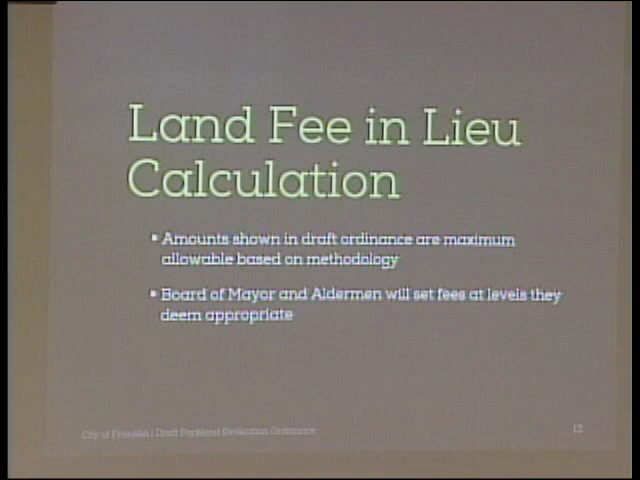 Land Fee in Lieu
Calculation
▪ Amounts shown in draft ordinance are maximum
allowable based on methodology
▪ Board of Mayor and Aldermen will set fees at levels they
deem appropriate
City of Franklin | Draft Parkland Dedication Ordinance
13